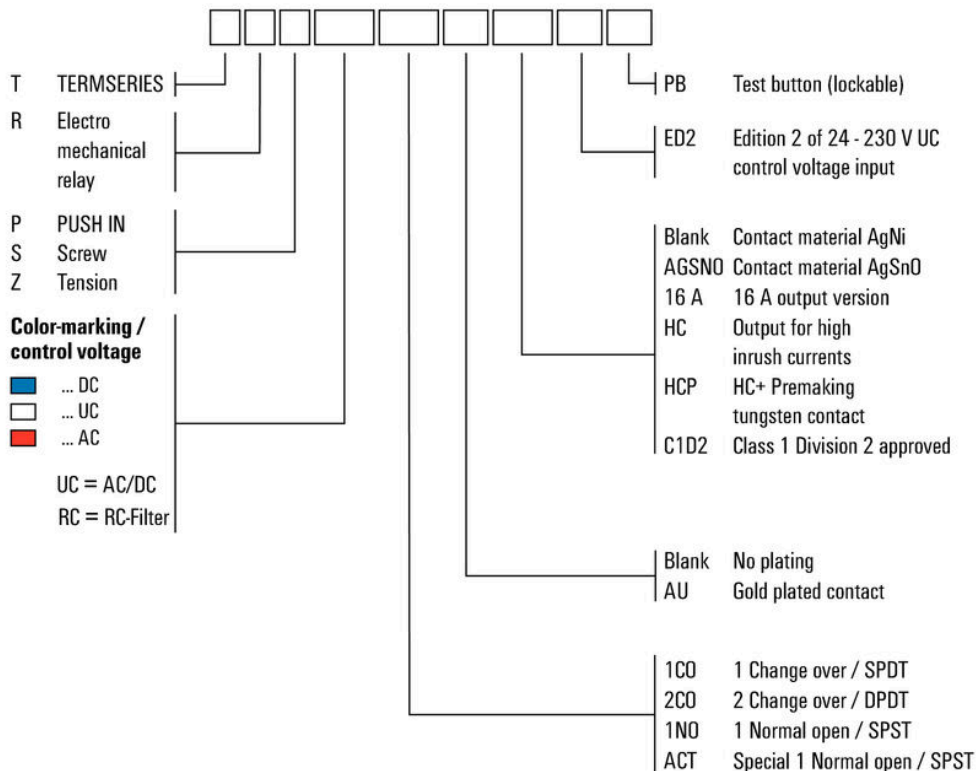 T TERMSERIES
R Electro
mechanical
relay
P PUSH IN
S Screw
Z Tension
Color-marking /
control voltage
... DC
... UC
... AC
UC = AC/DC
RC = RC-Filter
PB Test button (lockable)
ED2 Edition 2 of 24 - 230 V UC
control voltage input
Blank Contact material AgNi
AGSNO Contact material AgSnO
16 A 16 A output version
HC Output for high
inrush currents
HCP HC+ Premaking
tungsten contact
C1D2 Class 1 Division 2 approved
Blank No plating
AU Gold plated contact
1CO 1 Change over / SPDT
2CO 2 Change over / DPDT
1NO 1 Normal open / SPST
ACT Special 1 Normal open / SPST